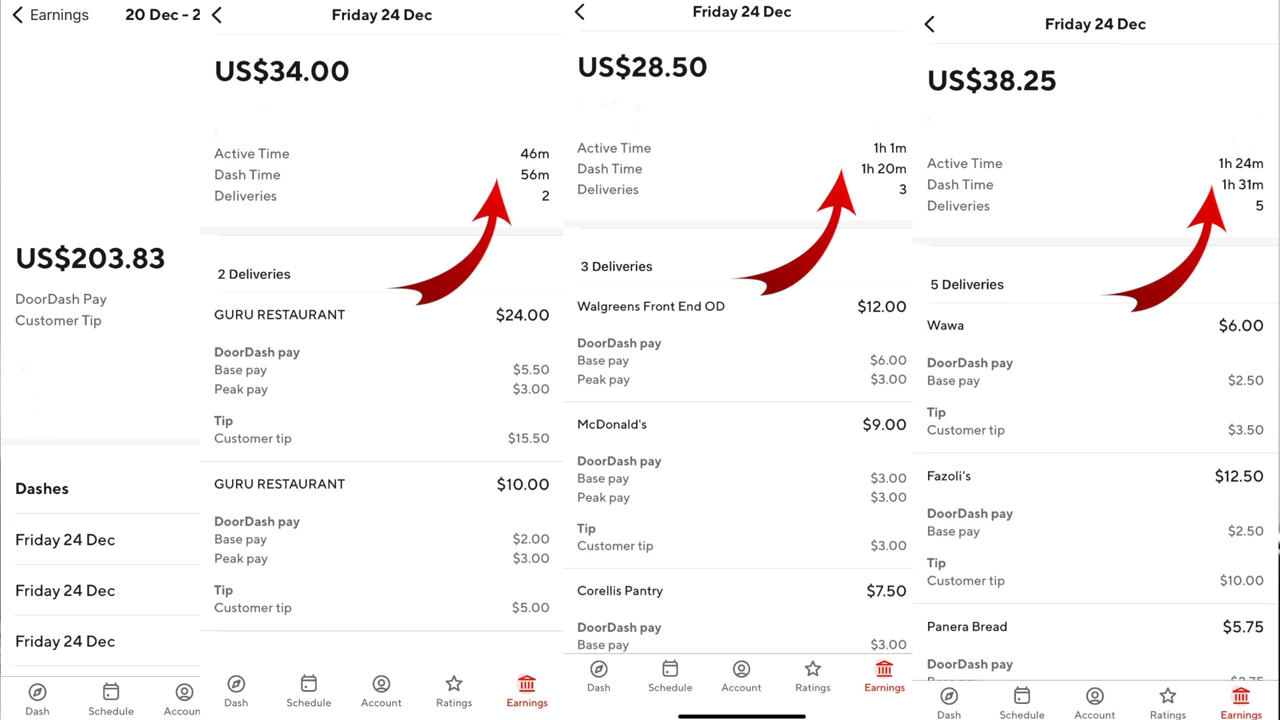 Earnings
20 Dec - 2
US$203.83
DoorDash Pay
Customer Tip
Dashes
Friday 24 Dec
Friday 24 Dec
Friday 24 Dec
Dash Schedule Accoun
Friday 24 Dec
US$34.00
Active Time 46m
Dash Time 56m
Deliveries 2
2 Deliveries
GURU RESTAURANT $24.00
DoorDash pay
Base pay $5.50
Peak pay $3.00
Tip
Customer tip $15.50
GURU RESTAURANT $10.00
DoorDash pay
Base pay $2.00
Peak pay $3.00
Tip
Customer tip $5.00
Dash Schedule Account Ratings Earnings
Friday 24 Dec
US$28.50
Active Time 1h 1m
Dash Time 1h 20m
Deliveries 3
3 Deliveries
Walgreens Front End OD $12.00
DoorDash pay
Base pay $6.00
Peak pay $3.00
McDonald's $9.00
DoorDash pay
Base pay $3.00
Peak pay $3.00
Tip
Customer tip $3.00
Corellis Pantry $7.50
DoorDash pay
Base pay $3.00
Dash Schedule Account Ratings Earnings
Friday 24 Dec
US$38.25
Active Time 1h 24m
Dash Time 1h 31m
Deliveries 5
5 Deliveries
Wawa $6.00
DoorDash pay
Base pay $2.50
Tip
Customer tip $3.50
Fazoli's $12.50
DoorDash pay
Base pay $2.50
Tip
Customer tip $10.00
Panera Bread $5.75
DoorDash pay
Dash Schedule Account Ratings Earnings